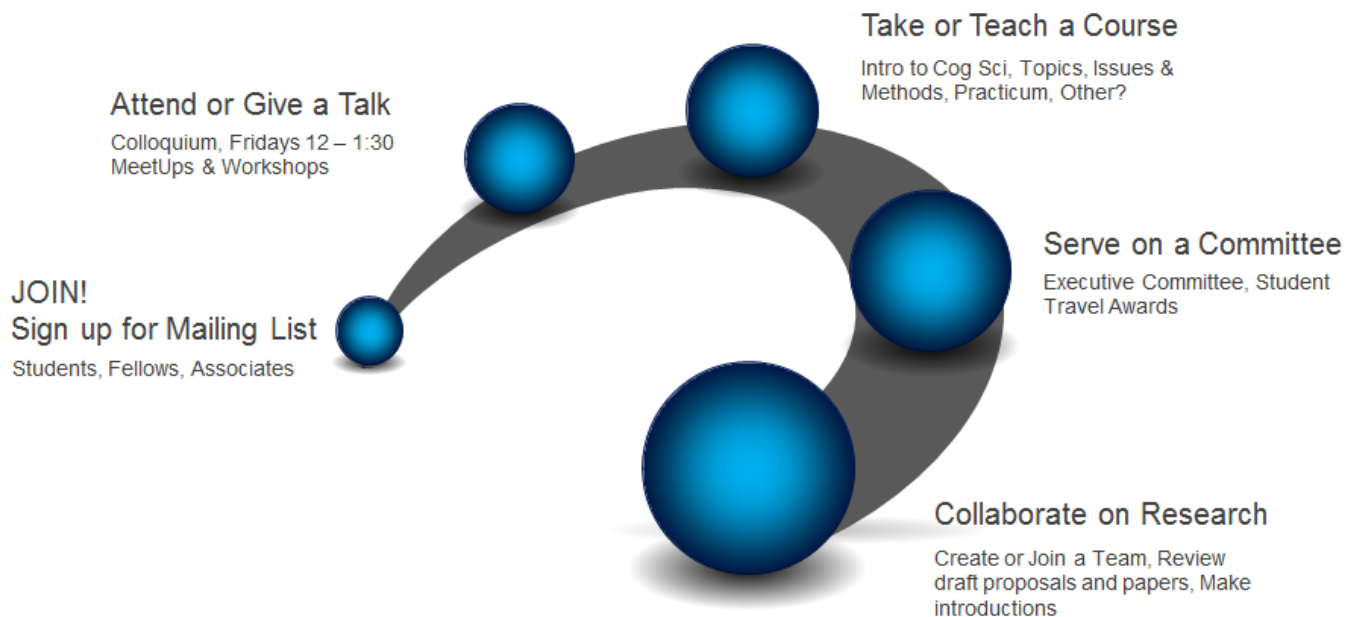 JOIN!
Sign up for Mailing List
Students, Fellows, Associates
Attend or Give a Talk
Colloquium, Fridays 12 – 1:30
MeetUps & Workshops
Take or Teach a Course
Intro to Cog Sci, Topics, Issues &
Methods, Practicum, Other?
Serve on a Committee
Executive Committee, Student
Travel Awards
Collaborate on Research
Create or Join a Team, Review
draft proposals and papers, Make
introductions